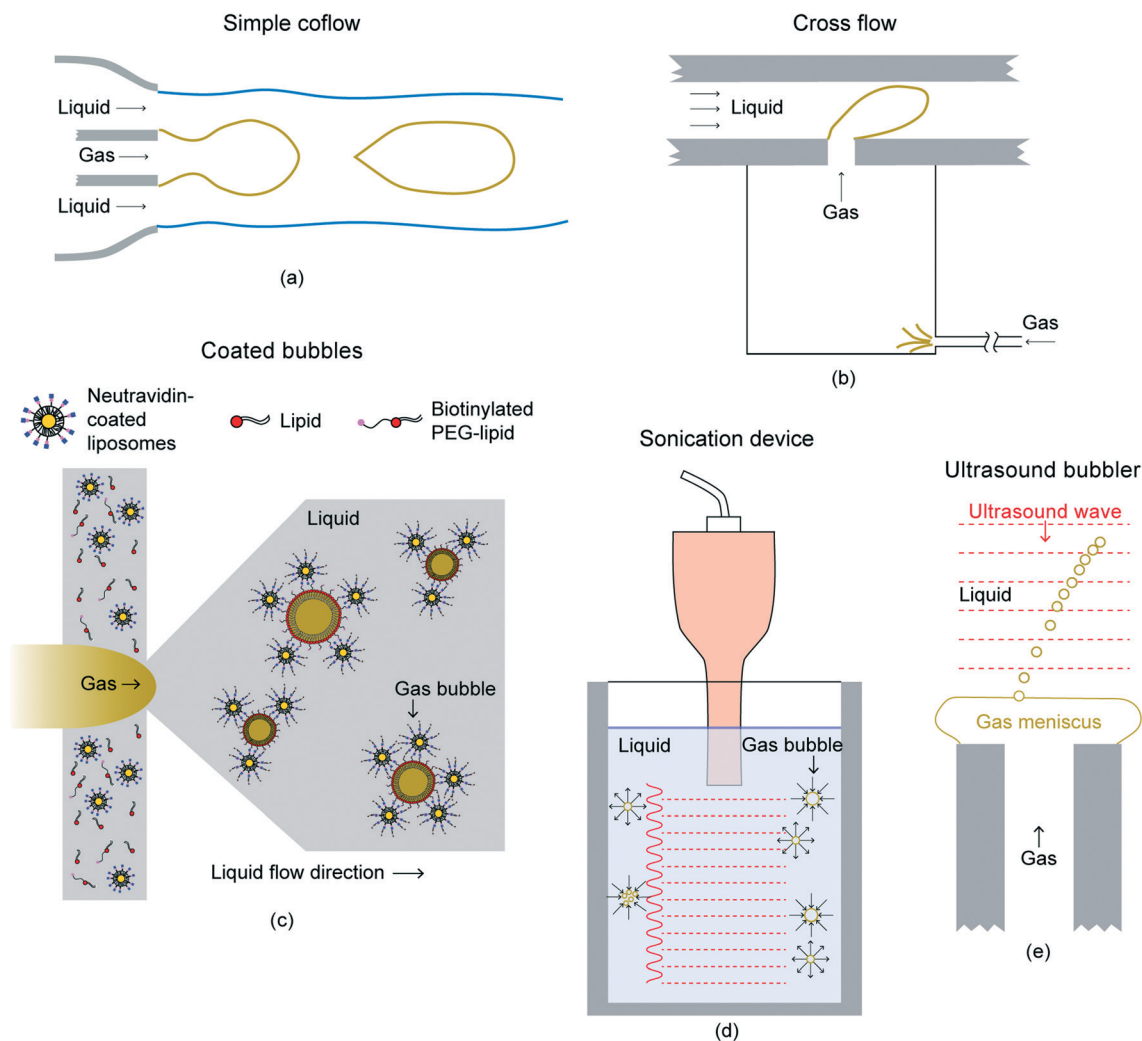 Simple coflow
Liquid
Gas
Liquid
(a)
Cross flow
Liquid
Gas
Gas
(b)
Coated bubbles
Neutravidin-
coated
liposomes
Lipid
Biotinylated
PEG-lipid
Liquid
Gas
Gas bubble
Liquid flow direction
(c)
Sonication device
Liquid
Gas bubble
(d)
Ultrasound bubbler
Ultrasound wave
Liquid
Gas meniscus
Gas
(e)